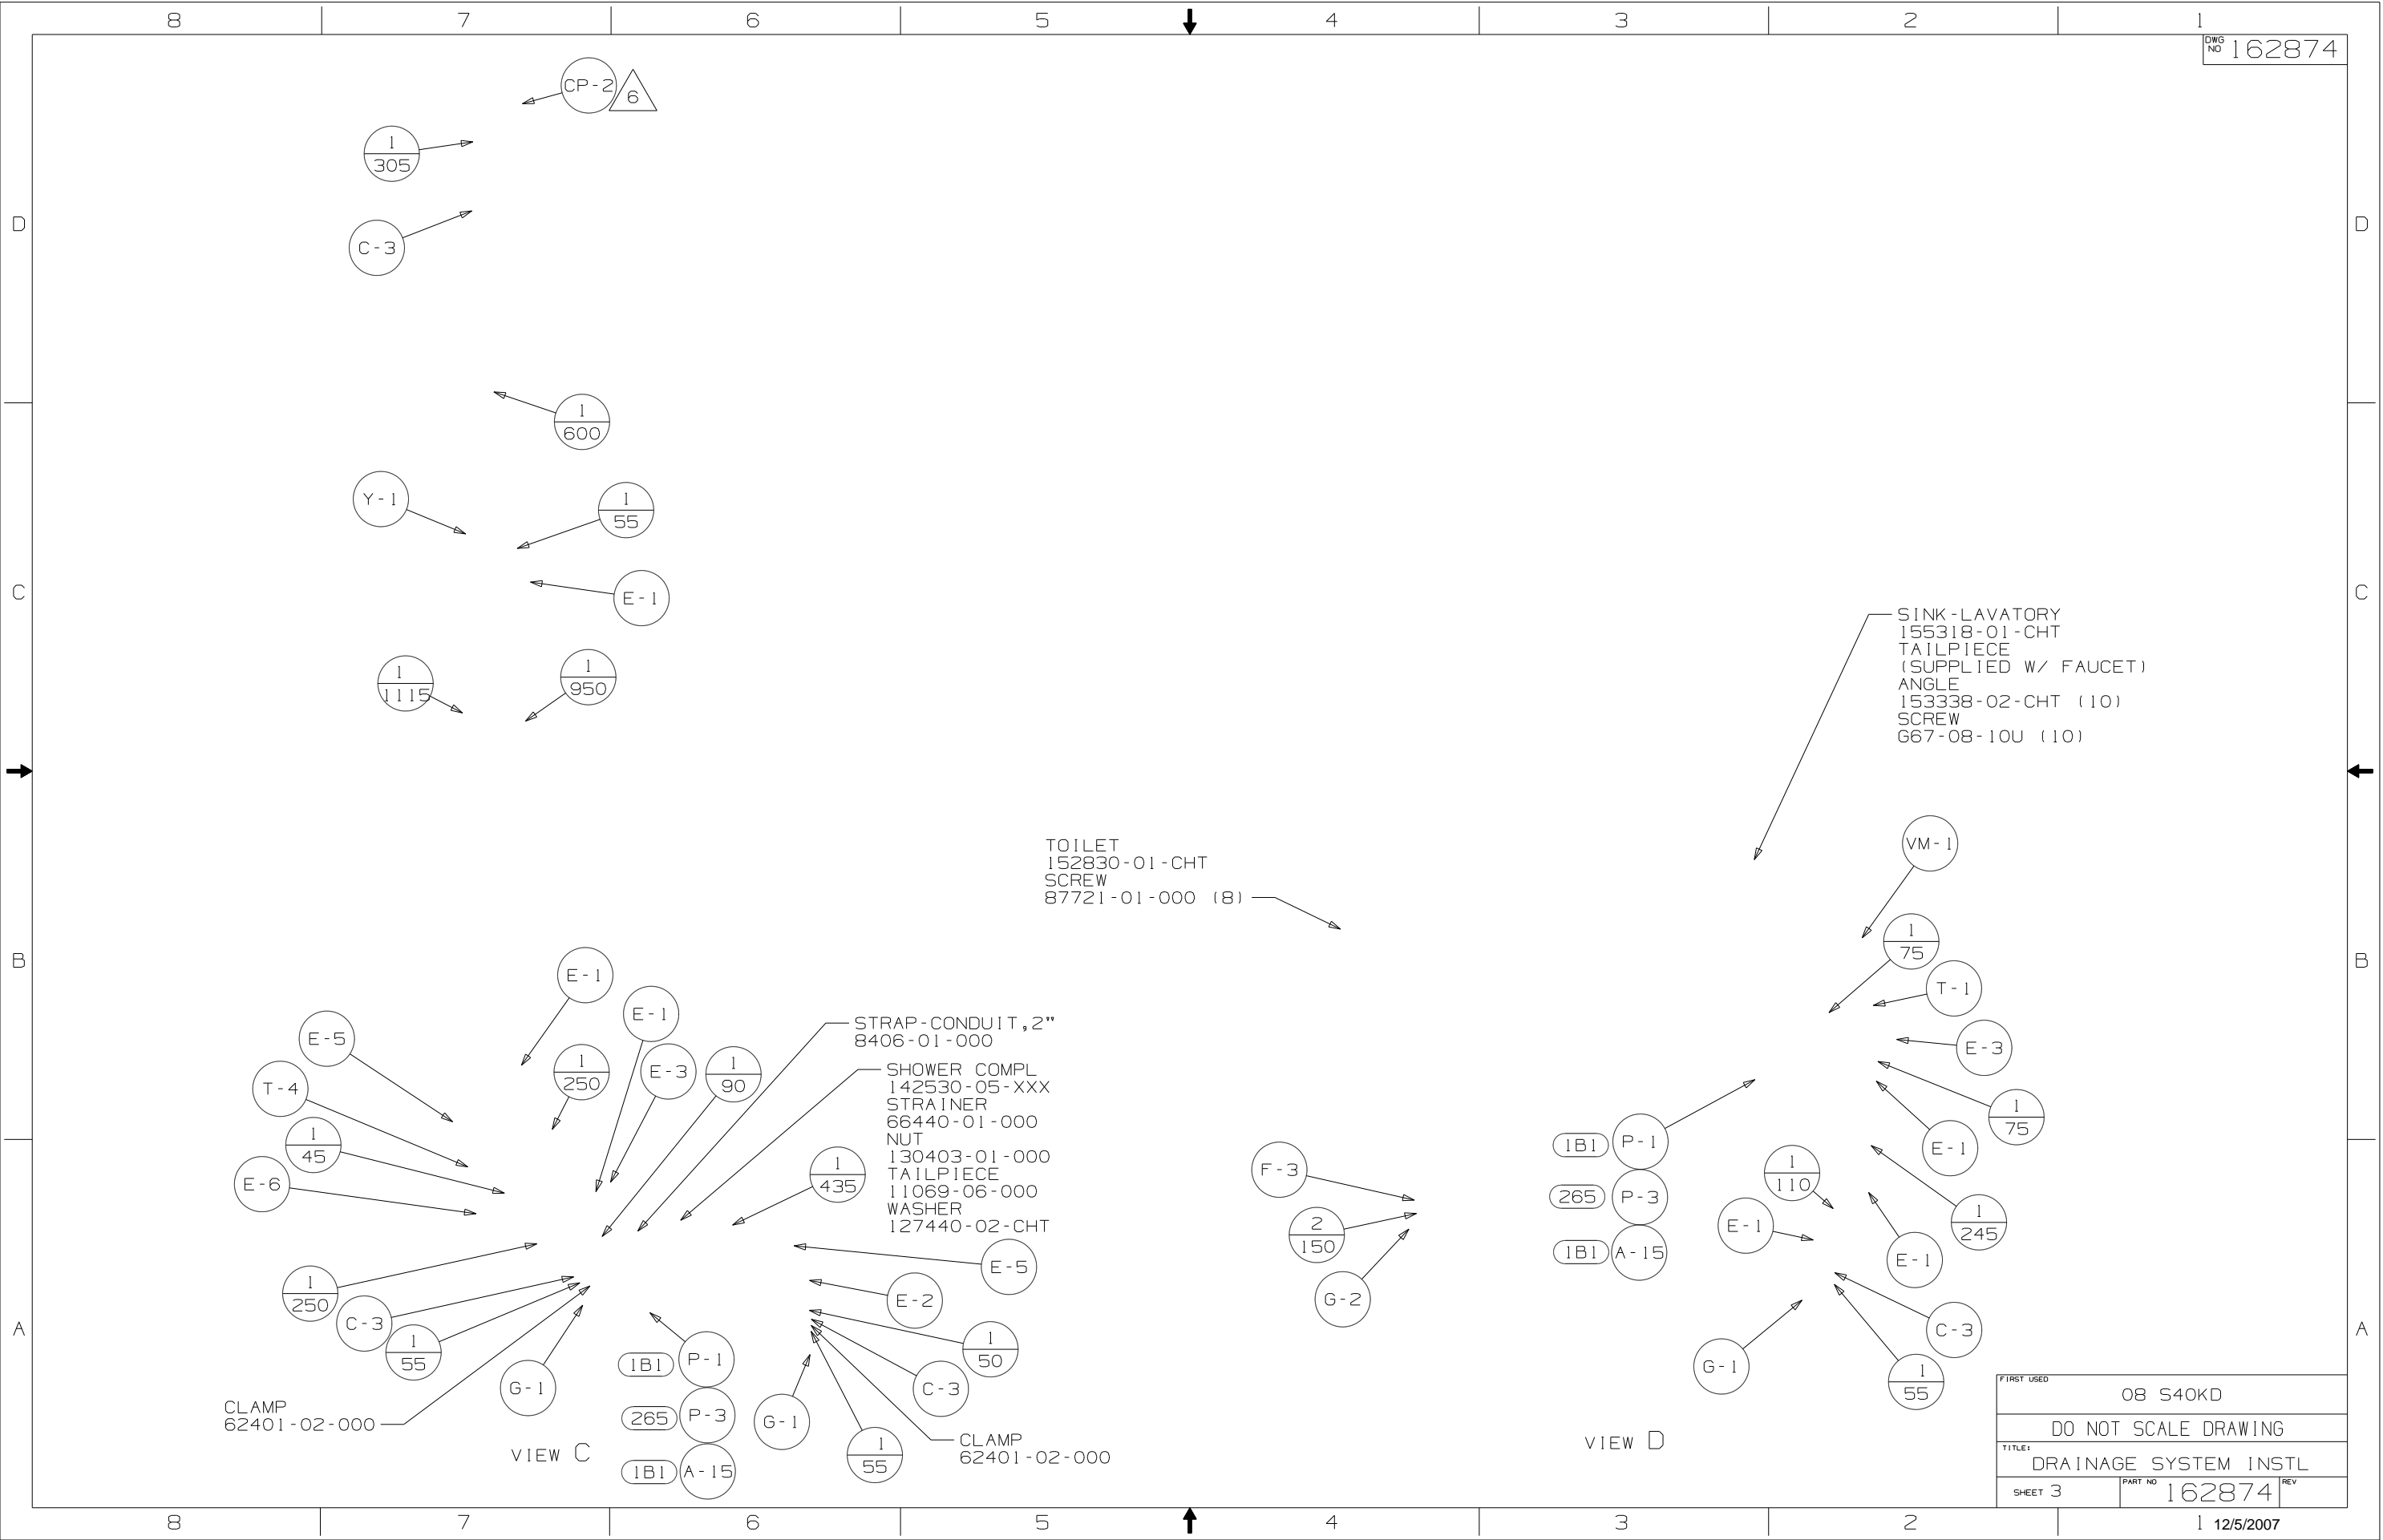 8 7 6 5 4 3 2 1
DWG NO 162874
CP-2
6
1
305
C-3
D
D
1
600
Y-1
1
55
E-1
C
C
1
1115
1
950
SINK-LAVATORY
155318-01-CHT
TAILPIECE
(SUPPLIED W/ FAUCET)
ANGLE
153338-02-CHT (10)
SCREW
G67-08-10U (10)
TOILET
152830-01-CHT
SCREW
87721-01-000 (8)
VM-1
1
75
T-1
E-3
1
75
E-1
B
B
E-1
E-1
E-5
1
250
E-3
1
90
T-4
1
45
E-6
STRAP-CONDUIT,2"
8406-01-000
SHOWER COMPL
142530-05-XXX
STRAINER
66440-01-000
NUT
130403-01-000
TAILPIECE
11069-06-000
WASHER
127440-02-CHT
1
435
E-5
E-2
1
50
C-3
1
250
C-3
1
55
G-1
CLAMP
62401-02-000
1B1 P-1
265 P-3
1B1 A-15
G-1
1
55
CLAMP
62401-02-000
VIEW C
F-3
2
150
G-2
1B1 P-1
265 P-3
1B1 A-15
1
110
E-1
1
245
E-1
C-3
G-1
1
55
VIEW D
A
A
FIRST USED
08 S40KD
DO NOT SCALE DRAWING
TITLE:
DRAINAGE SYSTEM INSTL
SHEET 3 PART NO 162874 REV
8 7 6 5 4 3 2 1
12/5/2007